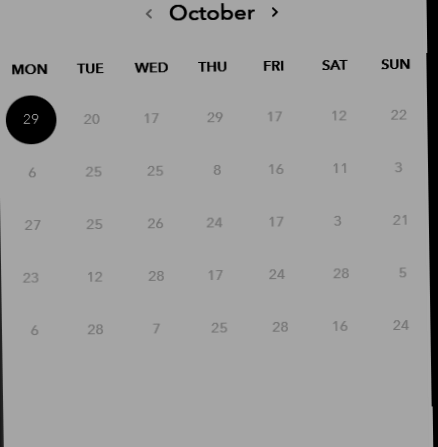 ‹ October ›
MON TUE WED THU FRI SAT SUN
29 20 17 29 17 12 22
6 25 25 8 16 11 3
27 25 26 24 17 3 21
23 12 28 17 24 28 5
6 28 7 25 28 16 24